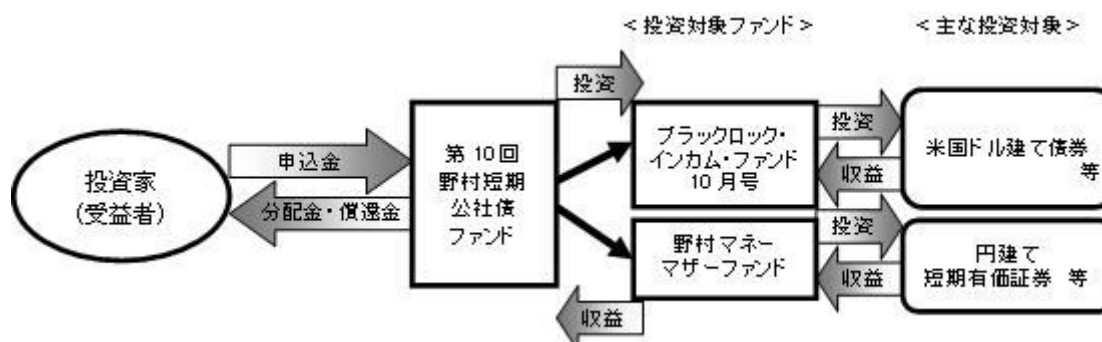 <投資対象ファンド>
<主な投資対象>
投資
申込金
分配金・償還金
投資家
(受益者)
第10回
野村短期
公社債
ファンド
ブラックロック・
インカム・ファンド
10月号
投資
収益
米国ドル建て債券
等
野村マネー
マザーファンド
投資
収益
円建て
短期有価証券 等
収益